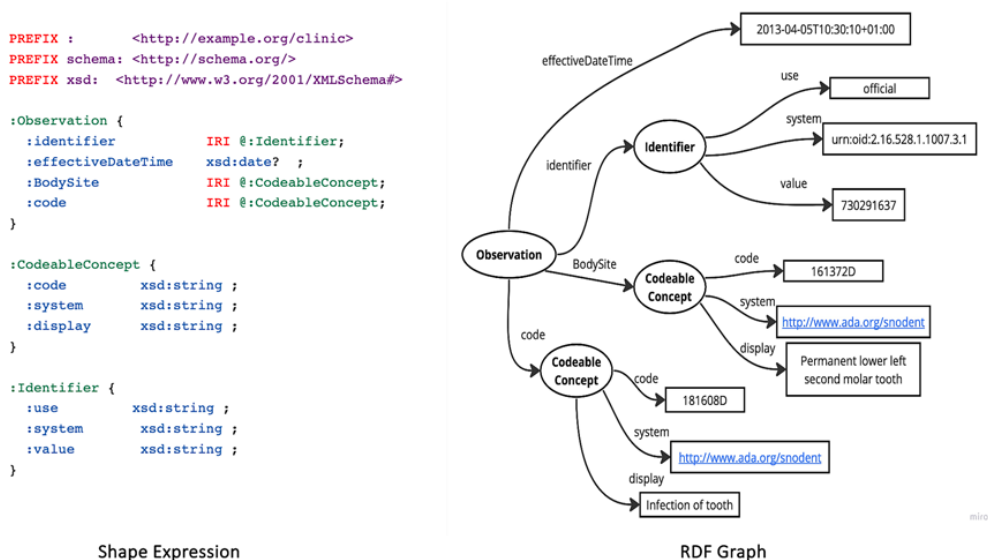 PREFIX : <http://example.org/clinic>
PREFIX schema: <http://schema.org/>
PREFIX xsd: <http://www.w3.org/2001/XMLSchema#>
:Observation {
:identifier IRI @:Identifier;
:effectiveDateTime xsd:date? ;
:BodySite IRI @:CodeableConcept;
:code IRI @:CodeableConcept;
}
:CodeableConcept {
:code xsd:string ;
:system xsd:string ;
:display xsd:string ;
}
:Identifier {
:use xsd:string ;
:system xsd:string ;
:value xsd:string ;
}
Shape Expression
2013-04-05T10:30:10+01:00
effectiveDateTime
use
official
system
urn:oid:2.16.528.1.1007.3.1
Identifier
identifier
value
730291637
Observation
BodySite
Codeable
Concept
code
161372D
system
http://www.ada.org/snodent
display
Permanent lower left
second molar tooth
code
Codeable
Concept
code
181608D
system
http://www.ada.org/snodent
display
Infection of tooth
miro
RDF Graph